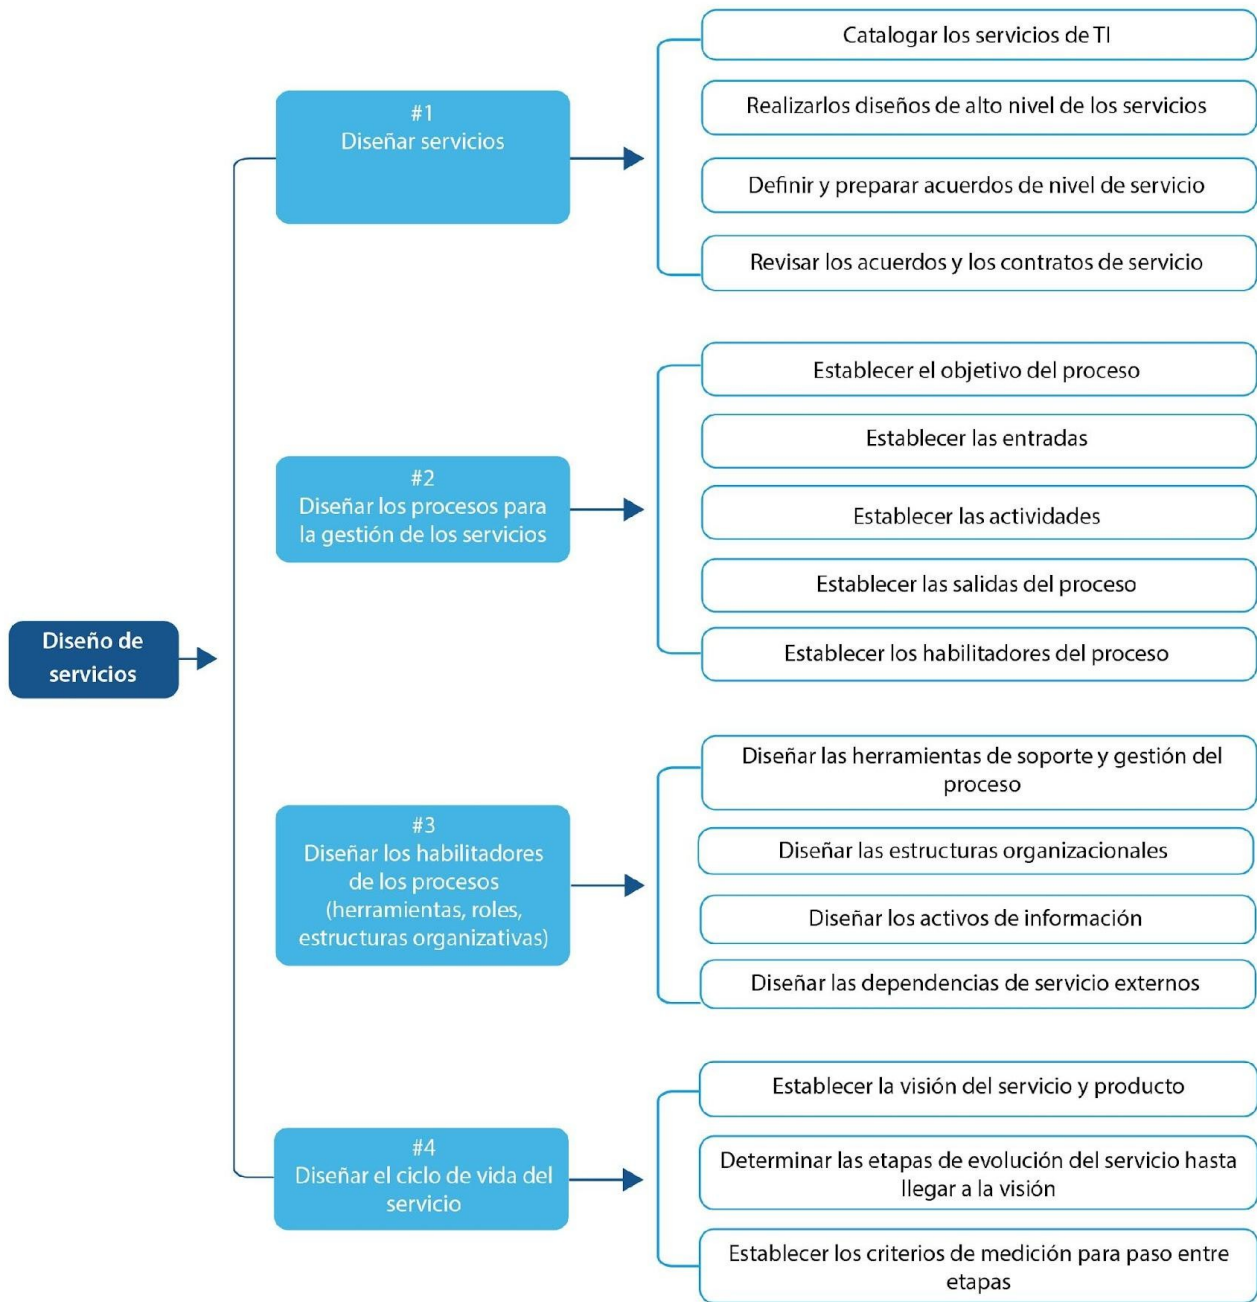 Diseño de
servicios
#1
Diseñar servicios
Catalogar los servicios de TI
Realizarlos diseños de alto nivel de los servicios
Definir y preparar acuerdos de nivel de servicio
Revisar los acuerdos y los contratos de servicio
#2
Diseñar los procesos para
la gestión de los servicios
Establecer el objetivo del proceso
Establecer las entradas
Establecer las actividades
Establecer las salidas del proceso
Establecer los habilitadores del proceso
#3
Diseñar los habilitadores
de los procesos
(herramientas, roles,
estructuras organizativas)
Diseñar las herramientas de soporte y gestión del
proceso
Diseñar las estructuras organizacionales
Diseñar los activos de información
Diseñar las dependencias de servicio externos
#4
Diseñar el ciclo de vida del
servicio
Establecer la visión del servicio y producto
Determinar las etapas de evolución del servicio hasta
llegar a la visión
Establecer los criterios de medición para paso entre
etapas